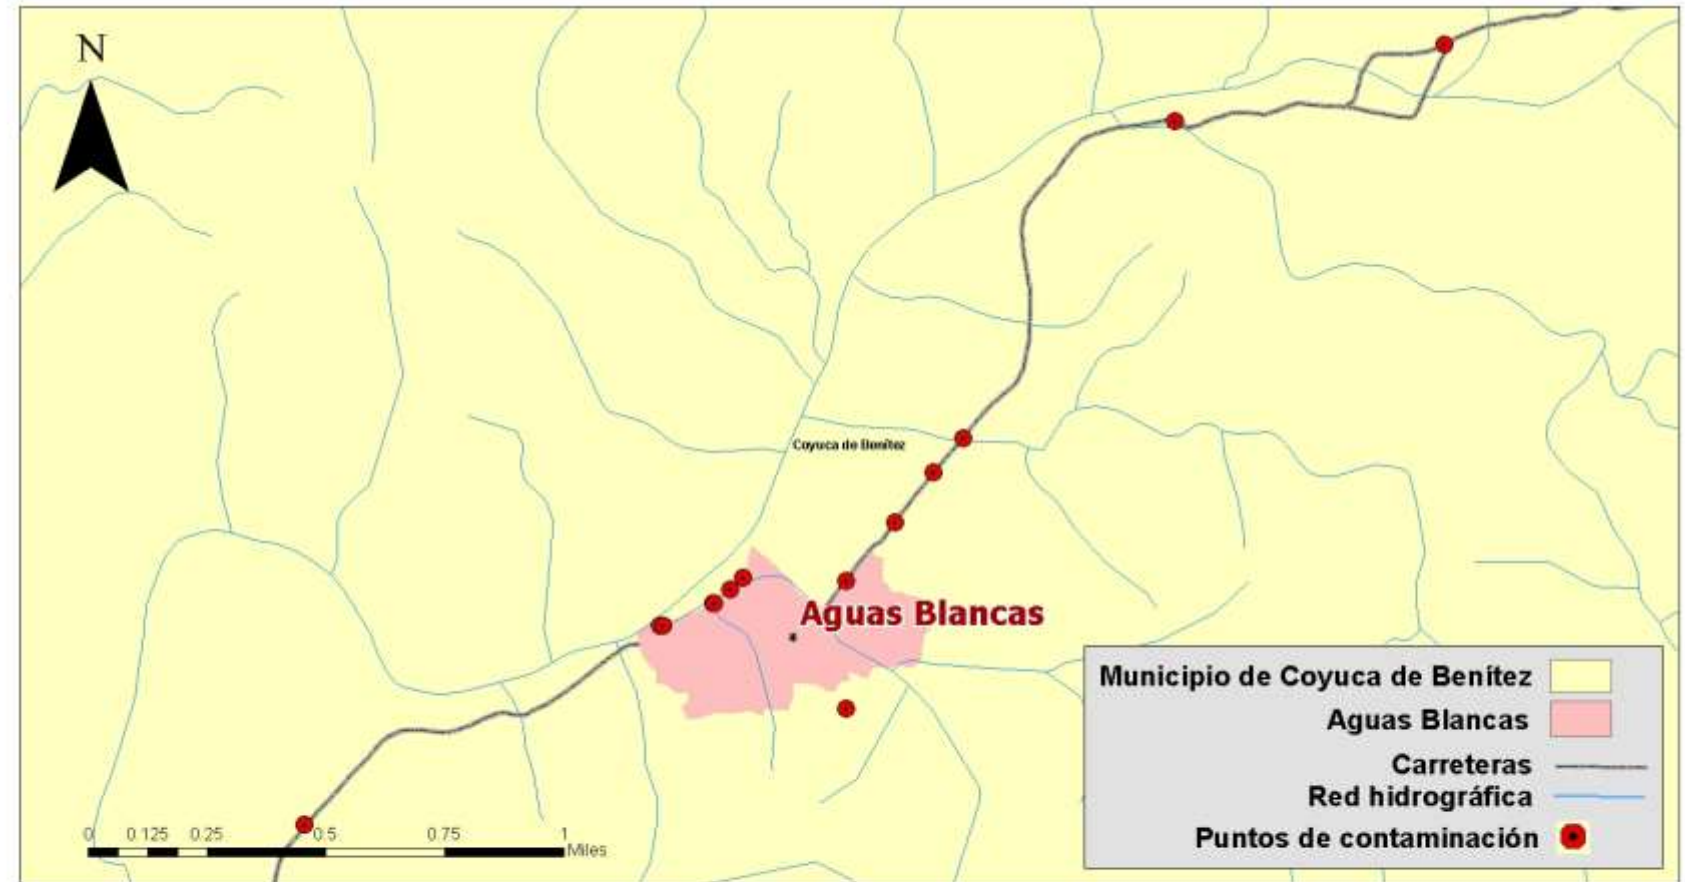 N
Coyuca de Benítez
Aguas Blancas
Municipio de Coyuca de Benítez
Aguas Blancas
Carreteras
Red hidrográfica
Puntos de contaminación
0 0.125 0.25 0.5 0.75 1
Miles